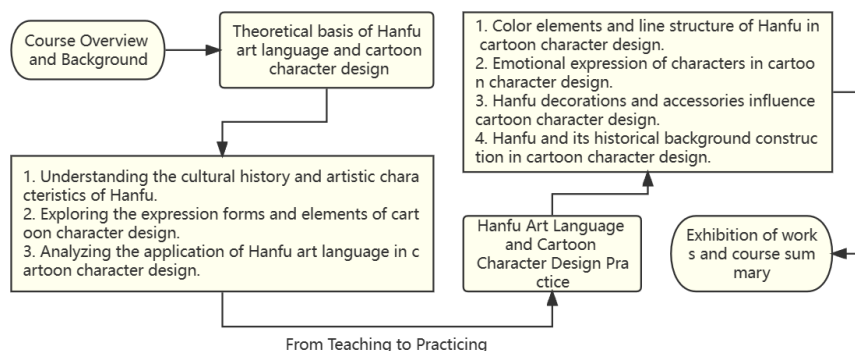 Course Overview
and Background
Theoretical basis of Hanfu
art language and cartoon
character design
1. Understanding the cultural history and artistic chara
cteristics of Hanfu.
2. Exploring the expression forms and elements of cart
oon character design.
3. Analyzing the application of Hanfu art language in c
artoon character design.
From Teaching to Practicing
Hanfu Art Language
and Cartoon
Character Design Pra
ctice
1. Color elements and line structure of Hanfu in
cartoon character design.
2. Emotional expression of characters in cartoo
n character design.
3. Hanfu decorations and accessories influence
cartoon character design.
4. Hanfu and its historical background construc
tion in cartoon character design.
Exhibition of work
s and course sum
mary